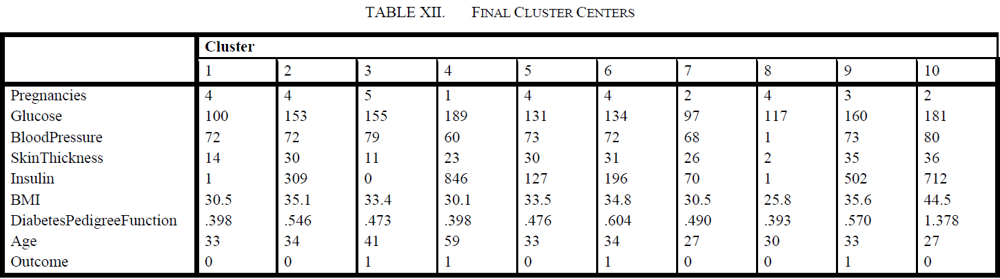 TABLE XII. FINAL CLUSTER CENTERS
Cluster
1 2 3 4 5 6 7 8 9 10
Pregnancies 4 4 5 1 4 4 2 4 3 2
Glucose 100 153 155 189 131 134 97 117 160 181
BloodPressure 72 72 79 60 73 72 68 1 73 80
SkinThickness 14 30 11 23 30 31 26 2 35 36
Insulin 1 309 0 846 127 196 70 1 502 712
BMI 30.5 35.1 33.4 30.1 33.5 34.8 30.5 25.8 35.6 44.5
DiabetesPedigreeFunction .398 .546 .473 .398 .476 .604 .490 .393 .570 1.378
Age 33 34 41 59 33 34 27 30 33 27
Outcome 0 0 1 1 0 1 0 0 1 0